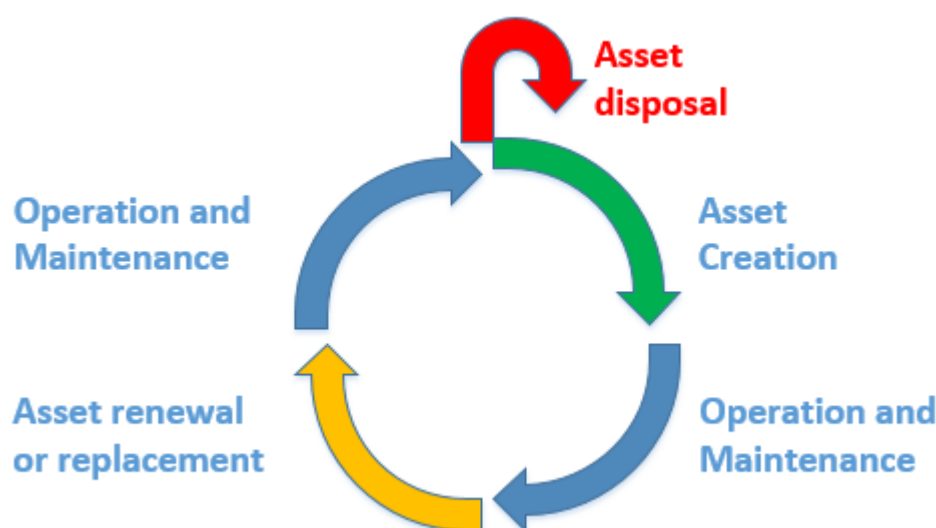 Asset
disposal
Asset
Creation
Operation and
Maintenance
Asset renewal
or replacement
Operation and
Maintenance